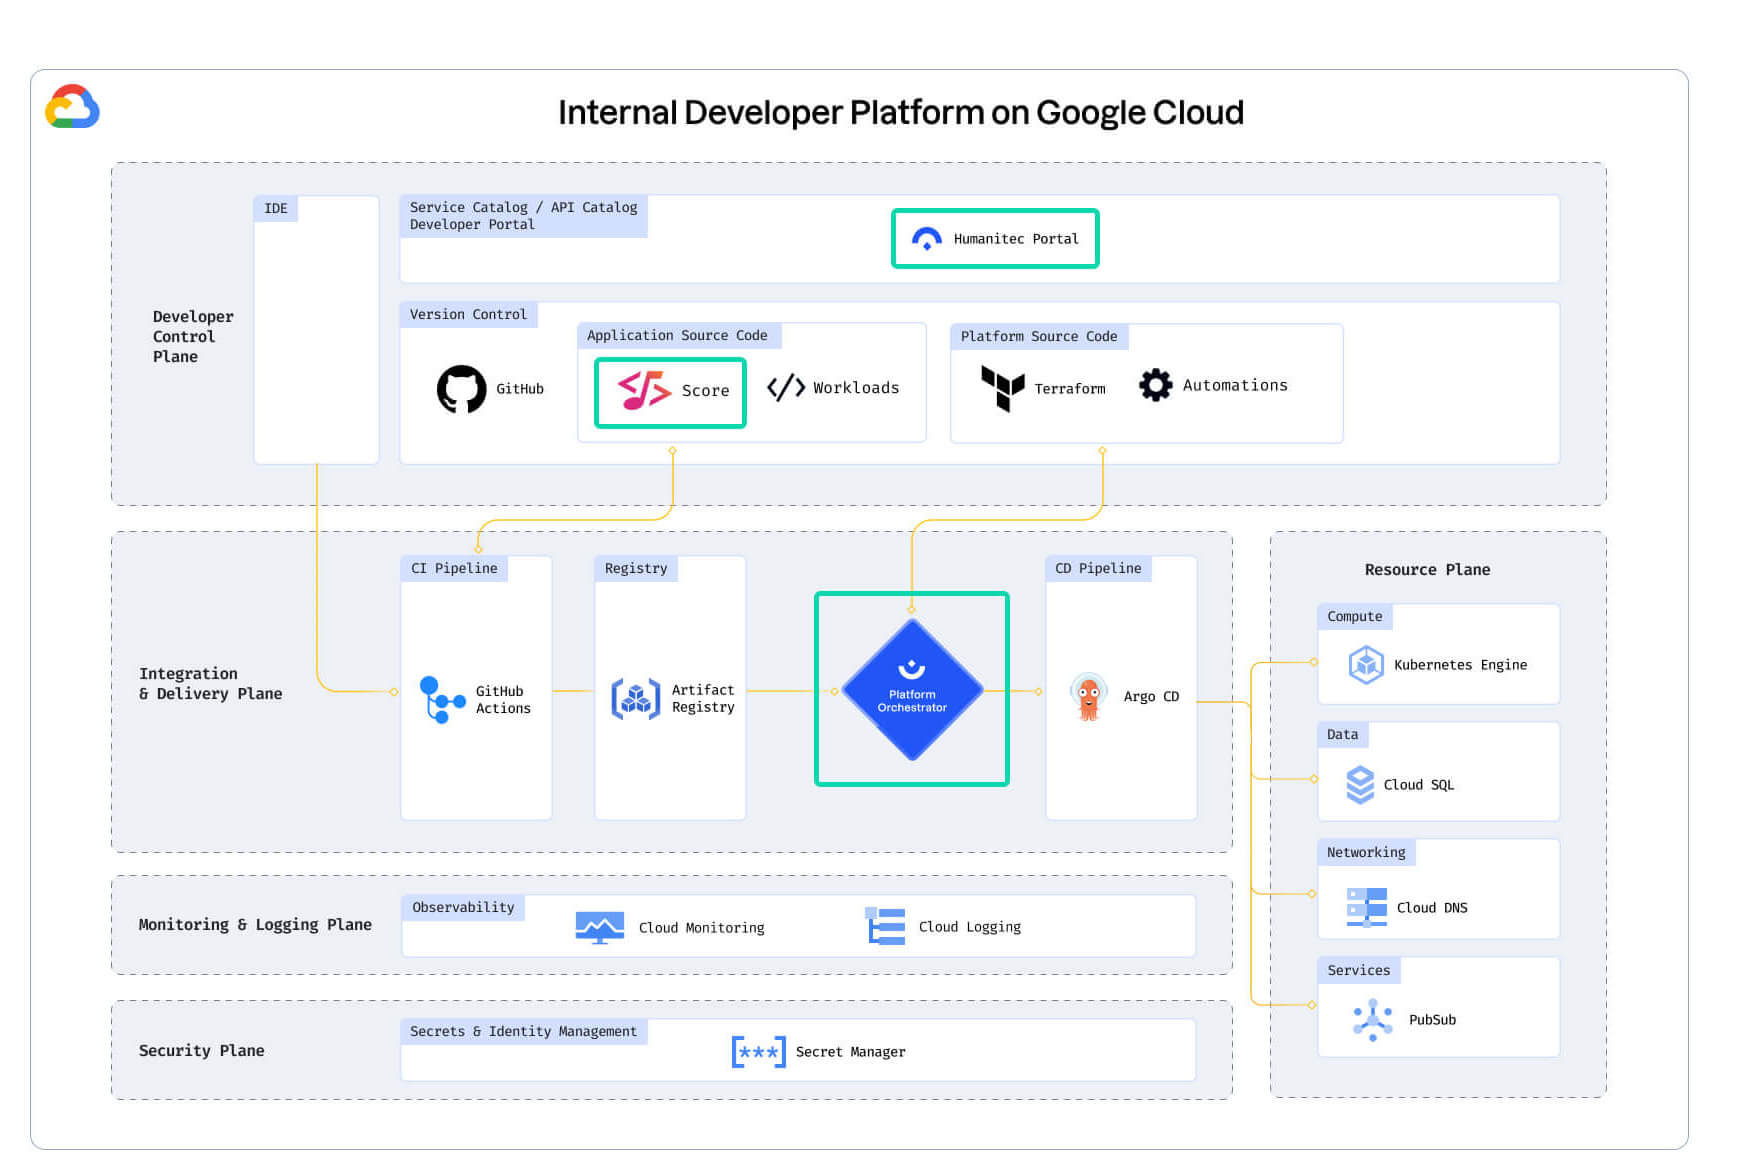 Internal Developer Platform on Google Cloud
Developer
Control
Plane
IDE
Service Catalog / API Catalog
Developer Portal
Humanitec Portal
Version Control
GitHub
Application Source Code
Score
Workloads
Platform Source Code
Terraform
Automations
Integration
& Delivery Plane
CI Pipeline
GitHub
Actions
Registry
Artifact
Registry
Platform
Orchestrator
CD Pipeline
Argo CD
Resource Plane
Compute
Kubernetes Engine
Data
Cloud SQL
Networking
Cloud DNS
Services
PubSub
Monitoring & Logging Plane
Observability
Cloud Monitoring
Cloud Logging
Security Plane
Secrets & Identity Management
[***]
Secret Manager